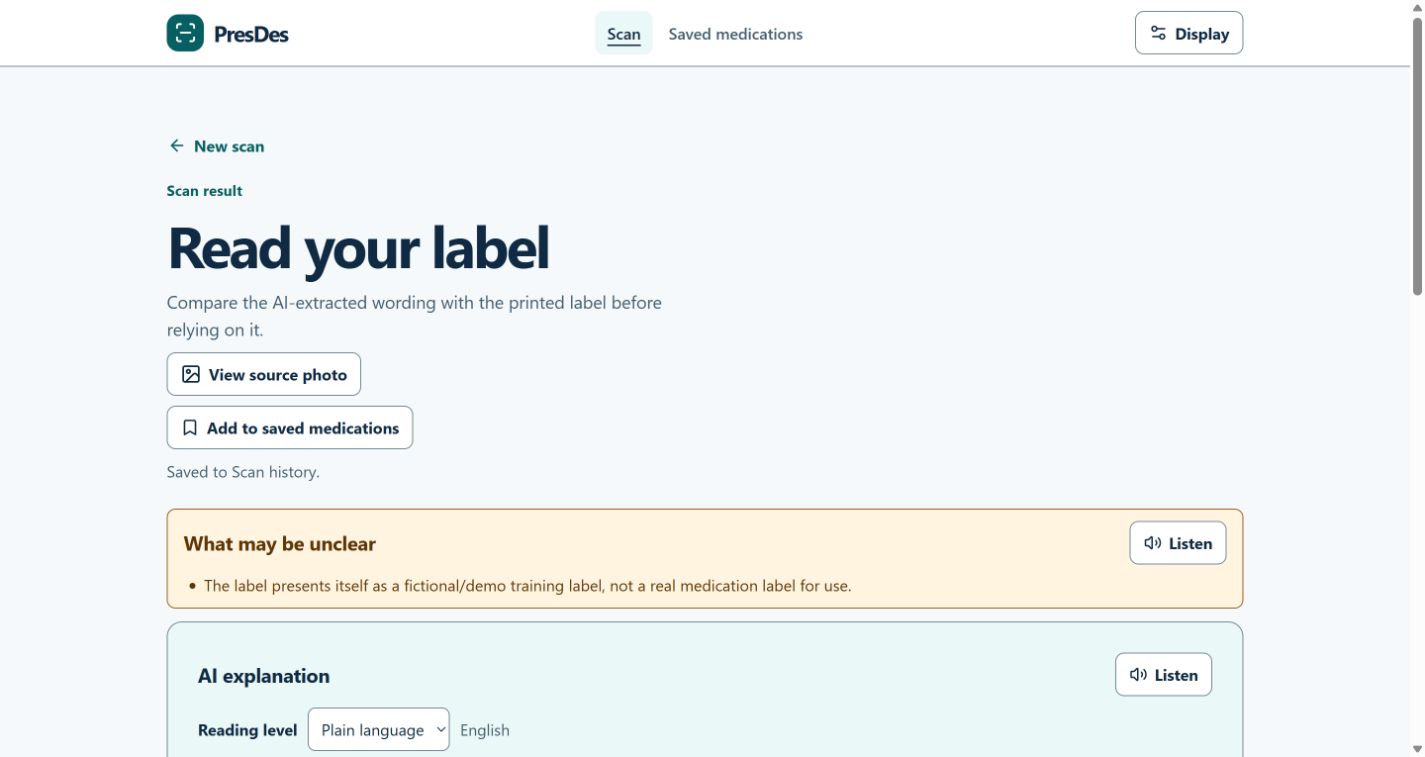 PresDes
Scan
Saved medications
Display
New scan
Scan result
Read your label
Compare the AI-extracted wording with the printed label before
relying on it.
View source photo
Add to saved medications
Saved to Scan history.
What may be unclear
Listen
The label presents itself as a fictional/demo training label, not a real medication label for use.
AI explanation
Listen
Reading level
Plain language
English